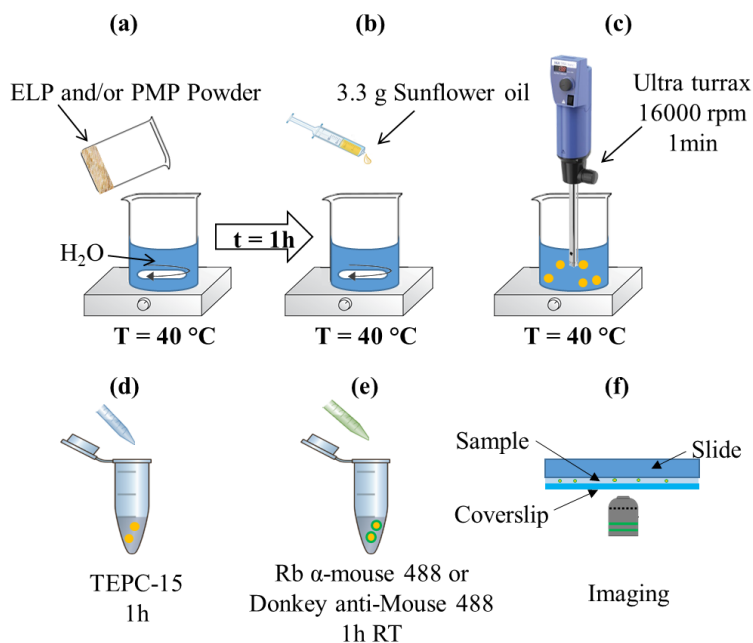 (a)
(b)
(c)
ELP and/or PMP Powder
3.3 g Sunflower oil
Ultra turrax
16000 rpm
1min
H₂O
t = 1h
T = 40 °C
T = 40 °C
T = 40 °C
(d)
(e)
(f)
Sample
Slide
Coverslip
TEPC-15
1h
Rb α-mouse 488 or
Donkey anti-Mouse 488
1h RT
Imaging